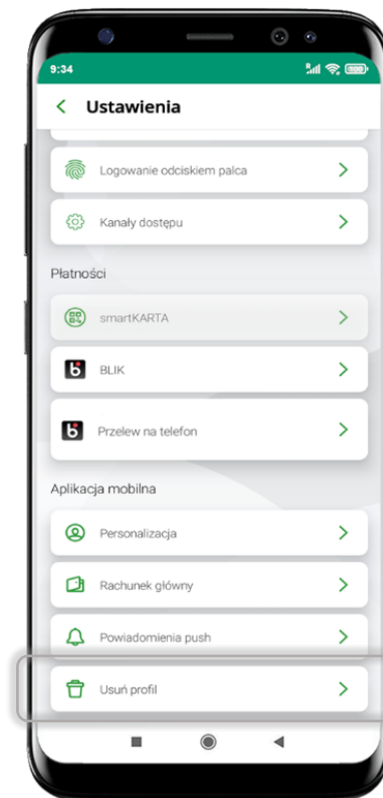 9:34
Ustawienia
Logowanie odciskiem palca
Kanały dostępu
Płatności
smartKARTA
BLIK
Przelew na telefon
Aplikacja mobilna
Personalizacja
Rachunek główny
Powiadomienia push
Usuń profil